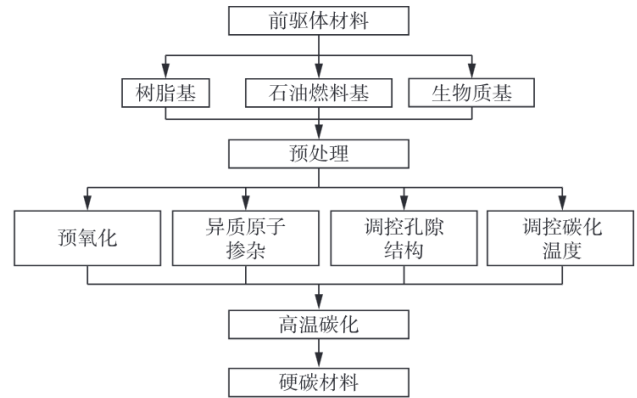 前驱体材料
树脂基
石油燃料基
生物质基
预处理
预氧化
异质原子
掺杂
调控孔隙
结构
调控碳化
温度
高温碳化
硬碳材料